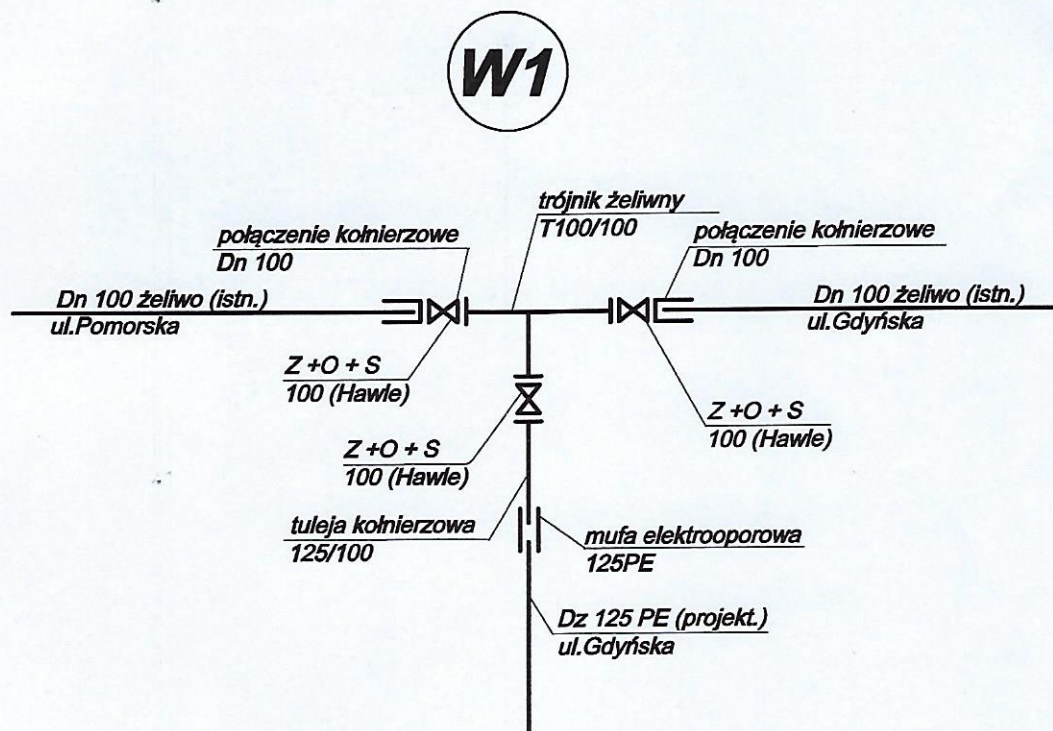 W1
trójnik żeliwny
T100/100
połączenie kołnierzowe
Dn 100
połączenie kołnierzowe
Dn 100
Dn 100 żeliwo (istn.)
ul.Pomorska
Dn 100 żeliwo (istn.)
ul.Gdyńska
Z +O + S
100 (Hawle)
Z +O + S
100 (Hawle)
Z +O + S
100 (Hawle)
tuleja kołnierzowa
125/100
mufa elektrooporowa
125PE
Dz 125 PE (projekt.)
ul.Gdyńska